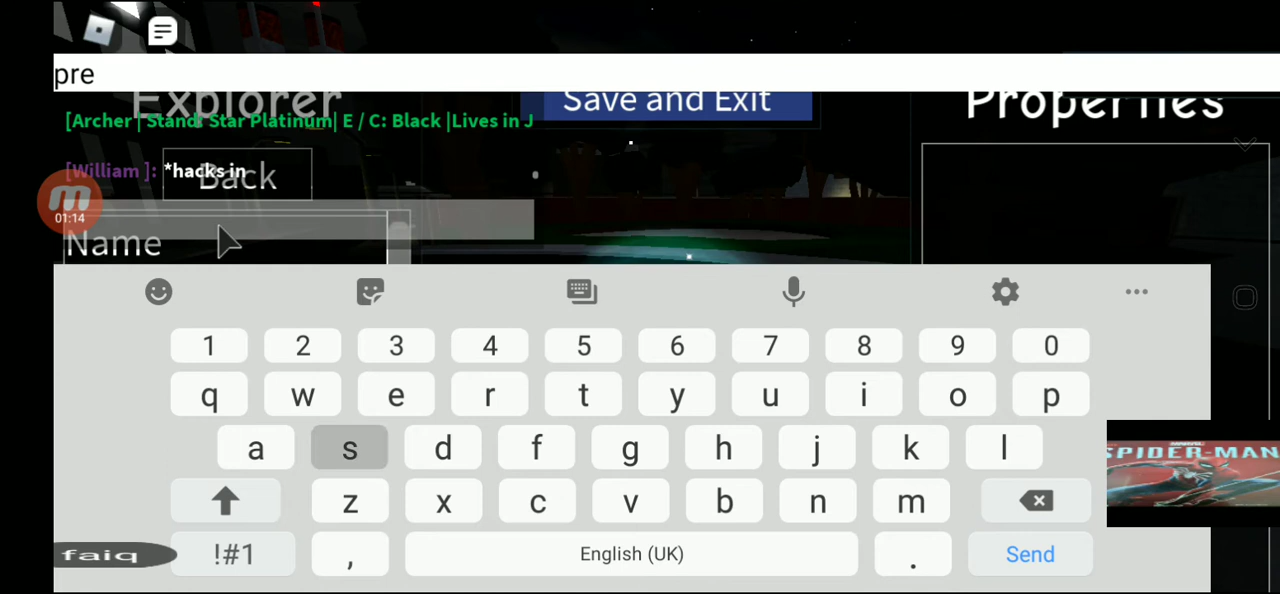 pre
Explorer
Save and Exit
Properties
[Archer | Stand: Star Platinum| E / C: Black |Lives in J
[William ]: *hacks in
Back
01:14
Name
1 2 3 4 5 6 7 8 9 0
q w e r t y u i o p
a s d f g h j k l
MARVEL
SPIDER-MAN
z x c v b n m
faiq
!#1 , English (UK) . Send